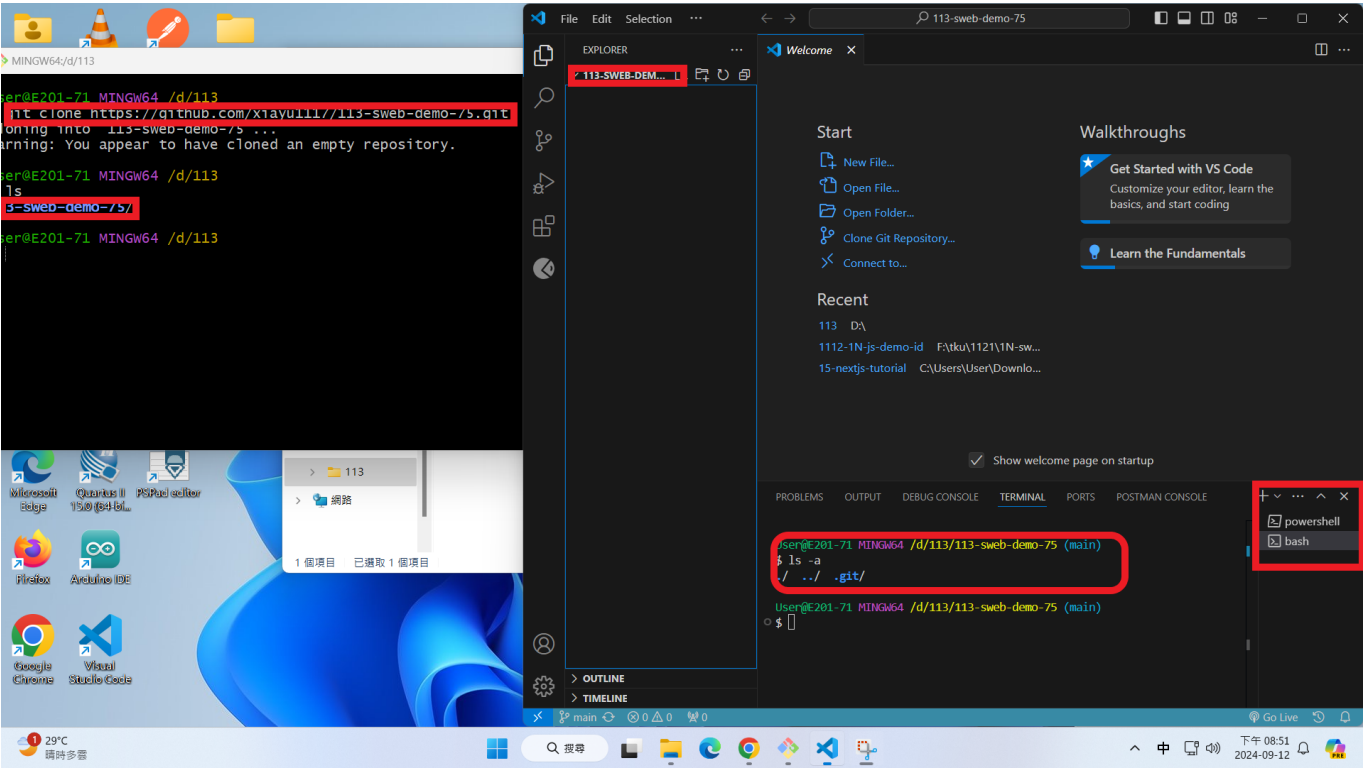 MINGW64:/d/113
ser@E201-71 MINGW64 /d/113
git clone https://github.com/xiayu1117/113-sweb-demo-75.git
loning into '113-sweb-demo-75'...
arning: You appear to have cloned an empty repository.
ser@E201-71 MINGW64 /d/113
ls
3-sweb-demo-75/
ser@E201-71 MINGW64 /d/113
113
網路
1 個項目 已選取 1 個項目
Microsoft Edge
Quartus II 15.0 (64-bi...
PSPad editor
Firefox
Arduino IDE
Google Chrome
Visual Studio Code
File Edit Selection ···
113-sweb-demo-75
EXPLORER ···
113-SWEB-DEM...
OUTLINE
TIMELINE
Welcome
Start
New File...
Open File...
Open Folder...
Clone Git Repository...
Connect to...
Recent
113 D:\
1112-1N-js-demo-id F:\tku\1121\1N-sw...
15-nextjs-tutorial C:\Users\User\Downlo...
Walkthroughs
Get Started with VS Code
Customize your editor, learn the
basics, and start coding
Learn the Fundamentals
Show welcome page on startup
PROBLEMS OUTPUT DEBUG CONSOLE TERMINAL PORTS POSTMAN CONSOLE
User@E201-71 MINGW64 /d/113/113-sweb-demo-75 (main)
$ ls -a
./ ../ .git/
User@E201-71 MINGW64 /d/113/113-sweb-demo-75 (main)
$
powershell
bash
main 0 0 0 Go Live
1 29°C
晴時多雲
搜尋
中
下午 08:51
2024-09-12
PRE